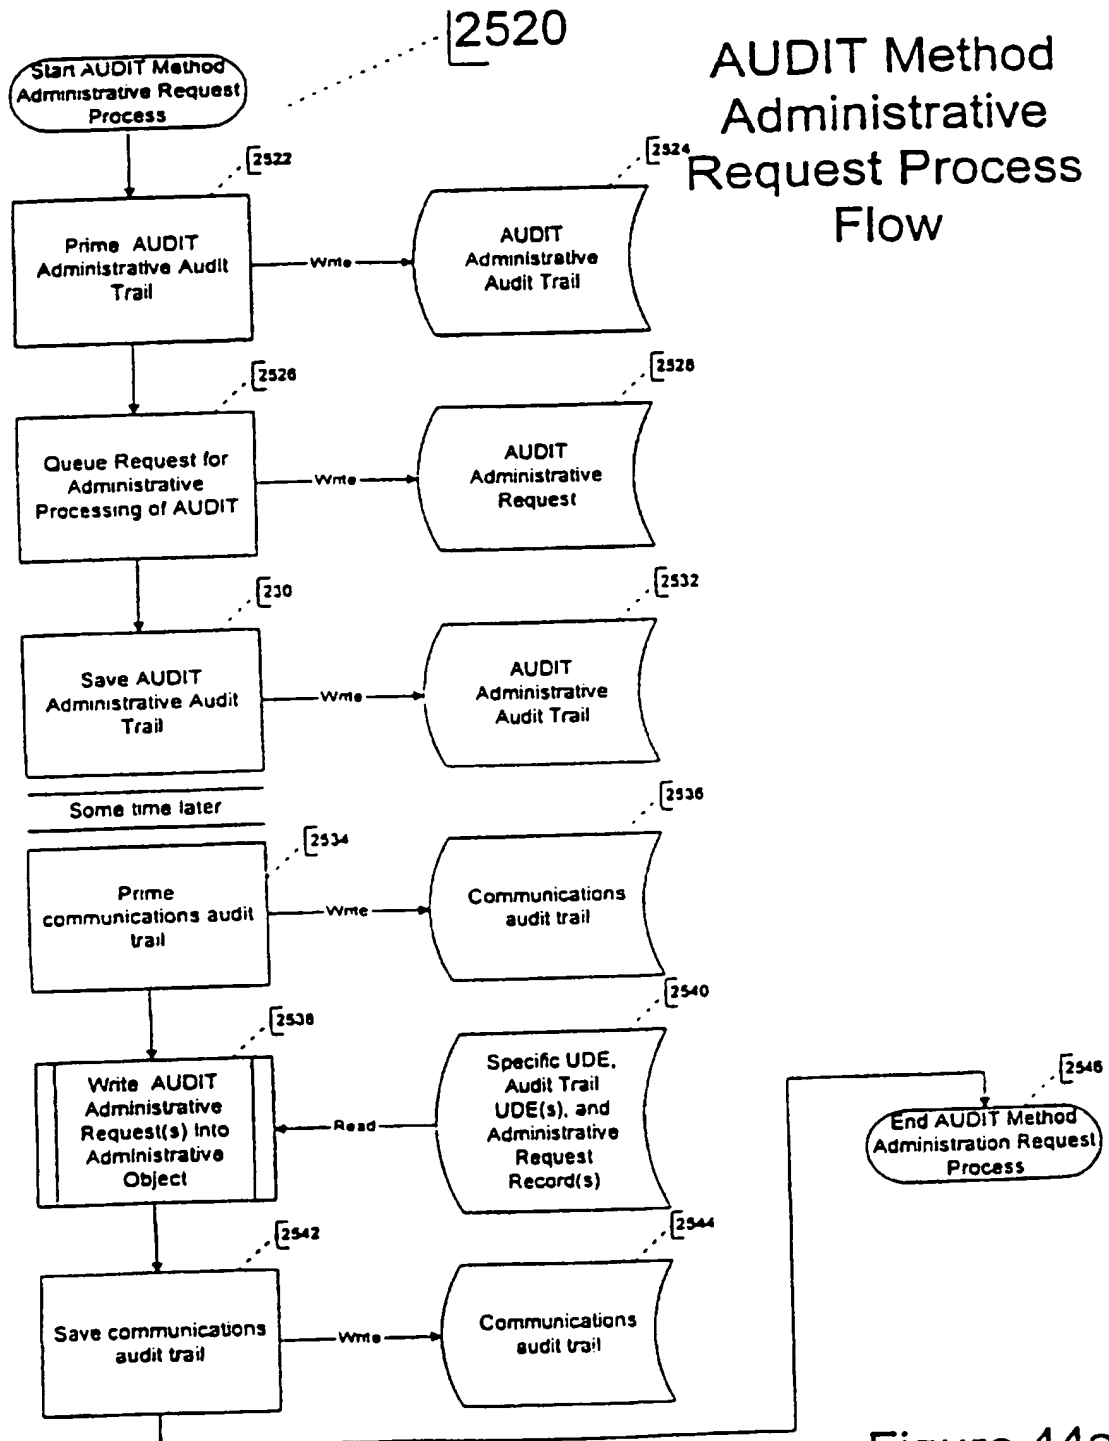 2520
AUDIT Method
Administrative
Request Process
Flow
Start AUDIT Method
Administrative Request
Process
2522
Prime AUDIT
Administrative Audit
Trail
Write
2524
AUDIT
Administrative
Audit Trail
2526
Queue Request for
Administrative
Processing of AUDIT
Write
2528
AUDIT
Administrative
Request
230
Save AUDIT
Administrative Audit
Trail
Write
2532
AUDIT
Administrative
Audit Trail
Some time later
2534
Prime
communications audit
trail
Write
2536
Communications
audit trail
2538
Write AUDIT
Administrative
Request(s) Into
Administrative
Object
Read
2540
Specific UDE,
Audit Trail
UDE(s), and
Administrative
Request
Record(s)
2542
Save communications
audit trail
Write
2544
Communications
audit trail
2546
End AUDIT Method
Administration Request
Process
Figure 44a